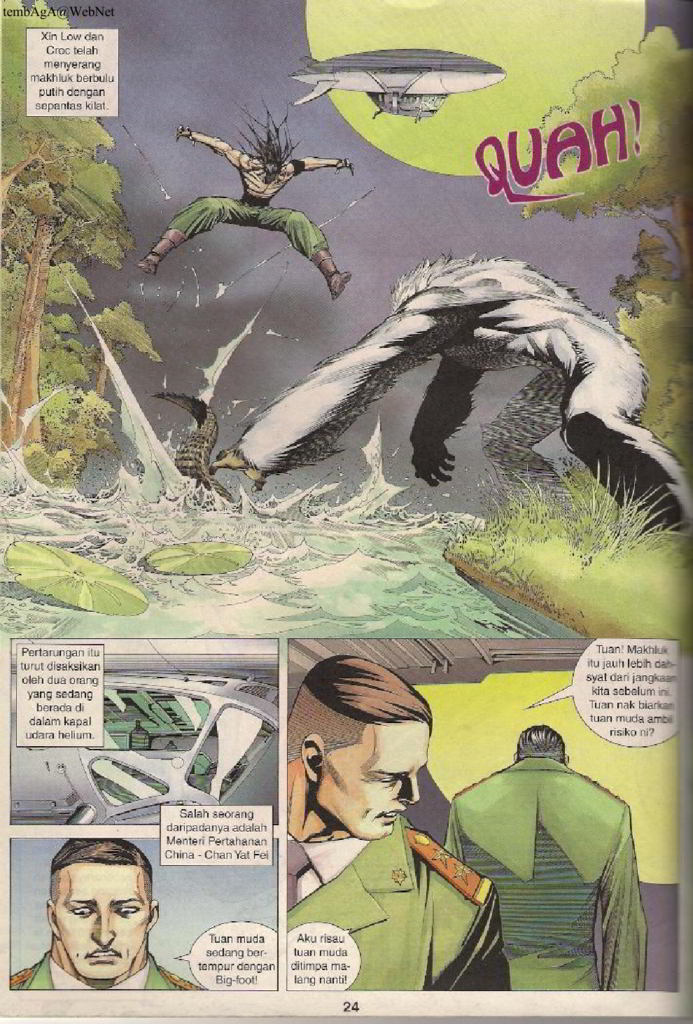 tembAgA@WebNet
Xin Low dan
Croc telah
menyerang
makhluk berbulu
putih dengan
sepantas kilat.
QUAH!
Pertarungan itu
turut disaksikan
oleh dua orang
yang sedang
berada di
dalam kapal
udara helium.
Salah seorang
daripadanya adalah
Menteri Pertahanan
China - Chan Yat Fei
Tuan muda
sedang ber-
tempur dengan
Big-foot!
Tuan! Makhluk
itu jauh lebih dah-
syat dari jangkaan
kita sebelum ini.
Tuan nak biarkan
tuan muda ambil
risiko ni?
Aku risau
tuan muda
ditimpa ma-
lang nanti!
24